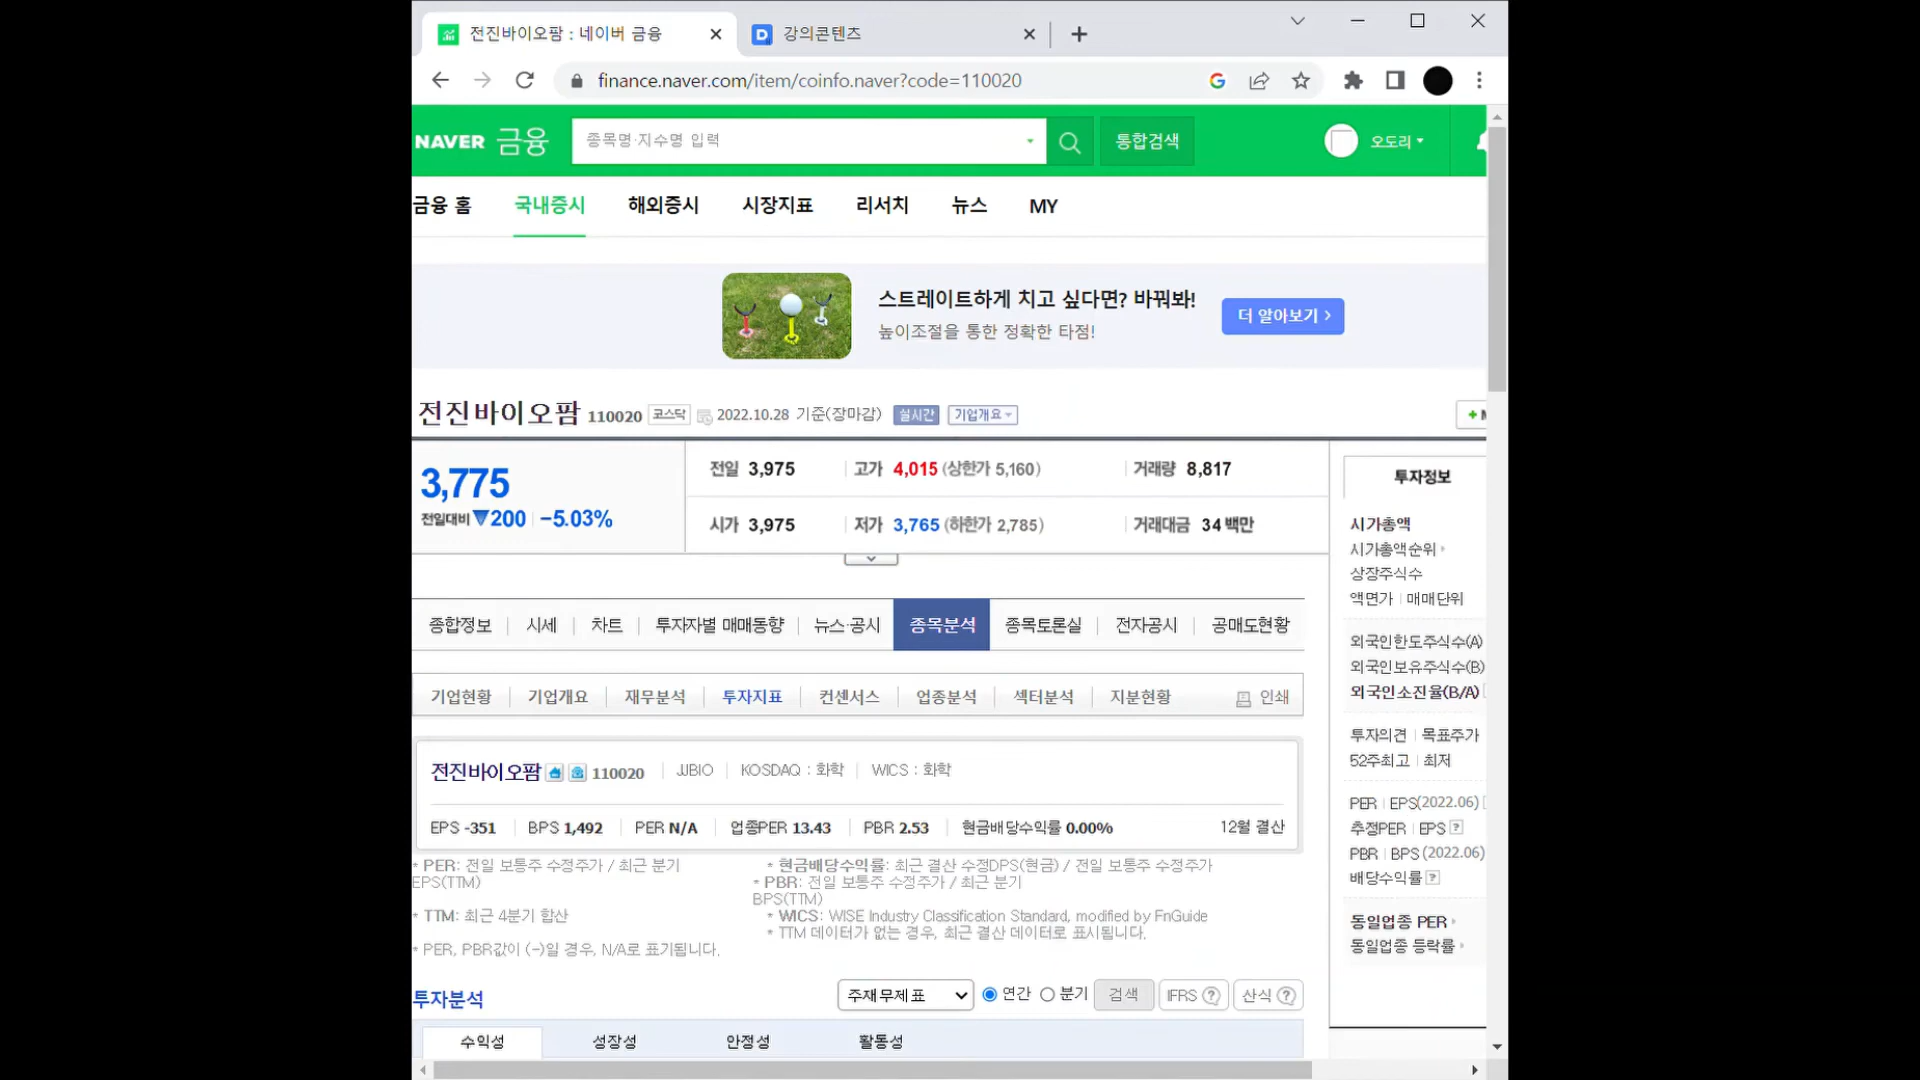 전진바이오팜 : 네이버 금융
강의콘텐츠
finance.naver.com/item/coinfo.naver?code=110020
NAVER 금융
종목명·지수명 입력
통합검색
오도리
금융 홈 국내증시 해외증시 시장지표 리서치 뉴스 MY
스트레이트하게 치고 싶다면? 바꿔봐!
높이조절을 통한 정확한 타점!
더 알아보기 >
전진바이오팜 110020 코스닥 2022.10.28 기준(장마감) 실시간 기업개요
3,775
전일대비 ▼200 -5.03%
전일 3,975 고가 4,015 (상한가 5,160) 거래량 8,817
시가 3,975 저가 3,765 (하한가 2,785) 거래대금 34 백만
종합정보 시세 차트 투자자별 매매동향 뉴스·공시 종목분석 종목토론실 전자공시 공매도현황
기업현황 기업개요 재무분석 투자지표 컨센서스 업종분석 섹터분석 지분현황 인쇄
전진바이오팜 110020 JJBIO KOSDAQ : 화학 WICS : 화학
EPS -351 BPS 1,492 PER N/A 업종PER 13.43 PBR 2.53 현금배당수익률 0.00% 12월 결산
* PER: 전일 보통주 수정주가 / 최근 분기 EPS(TTM)
* 현금배당수익률: 최근 결산 수정DPS(현금) / 전일 보통주 수정주가
* PBR: 전일 보통주 수정주가 / 최근 분기
BPS(TTM)
* TTM: 최근 4분기 합산
* WICS: WISE Industry Classification Standard, modified by FnGuide
* TTM 데이터가 없는 경우, 최근 결산 데이터로 표시됩니다.
* PER, PBR값이 (-)일 경우, N/A로 표기됩니다.
투자분석
주재무제표 연간 분기 검색 IFRS ? 산식 ?
수익성 성장성 안정성 활동성
투자정보
시가총액
시가총액순위
상장주식수
액면가 | 매매단위
외국인한도주식수(A)
외국인보유주식수(B)
외국인소진율(B/A)
투자의견 | 목표주가
52주최고 | 최저
PER | EPS(2022.06)
추정PER | EPS ?
PBR | BPS (2022.06)
배당수익률 ?
동일업종 PER
동일업종 등락률